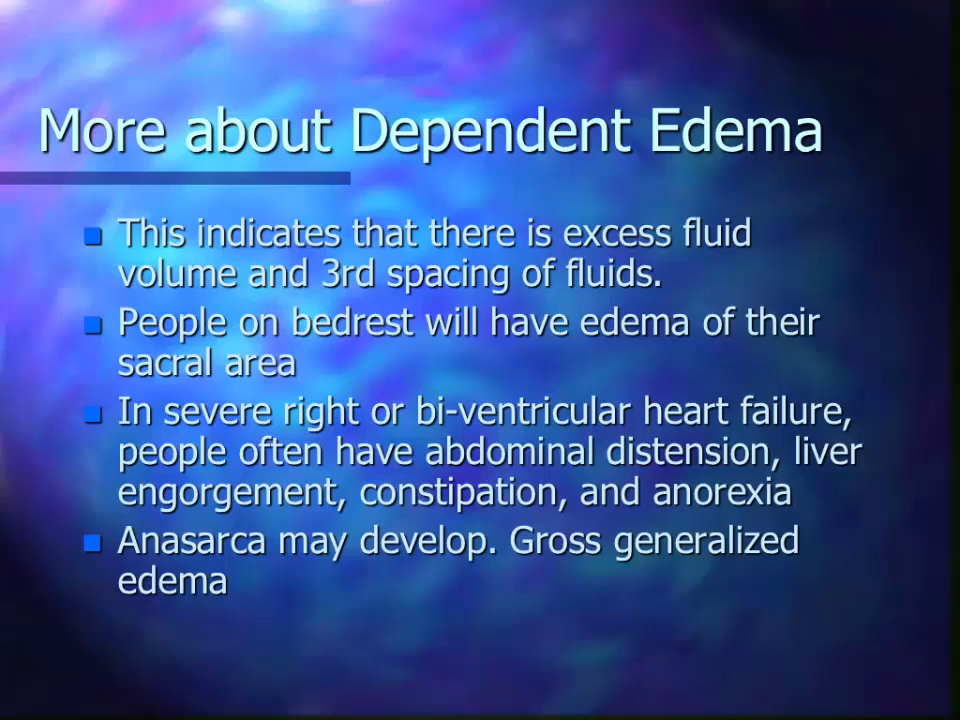 More about Dependent Edema
This indicates that there is excess fluid
volume and 3rd spacing of fluids.
People on bedrest will have edema of their
sacral area
In severe right or bi-ventricular heart failure,
people often have abdominal distension, liver
engorgement, constipation, and anorexia
Anasarca may develop. Gross generalized
edema